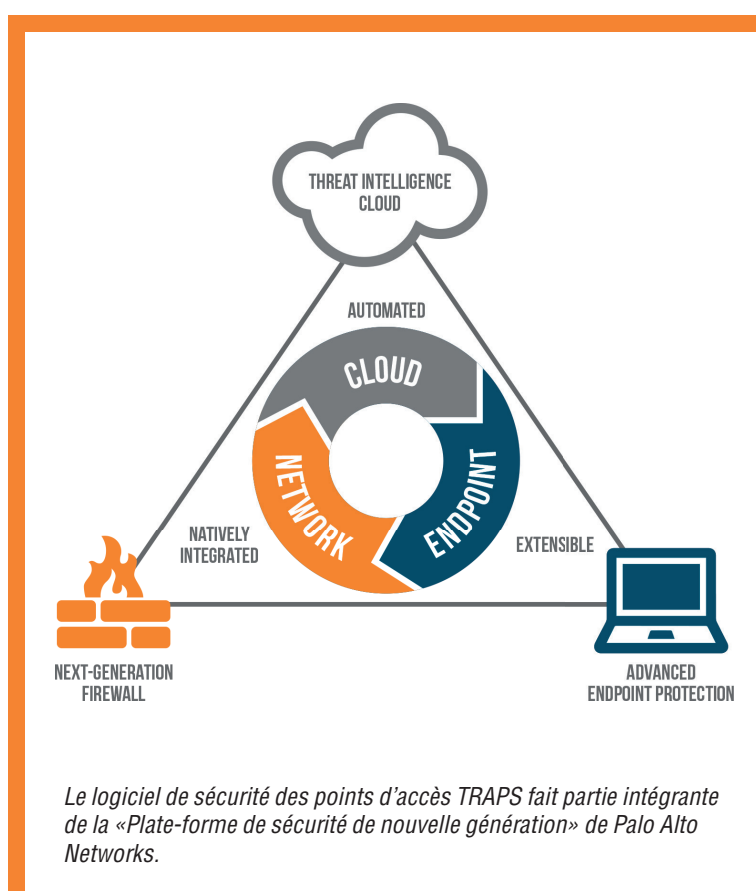 THREAT INTELLIGENCE
CLOUD
AUTOMATED
CLOUD
NETWORK
ENDPOINT
NATIVELY
INTEGRATED
EXTENSIBLE
NEXT-GENERATION
FIREWALL
ADVANCED
ENDPOINT PROTECTION
Le logiciel de sécurité des points d’accès TRAPS fait partie intégrante
de la «Plate-forme de sécurité de nouvelle génération» de Palo Alto
Networks.